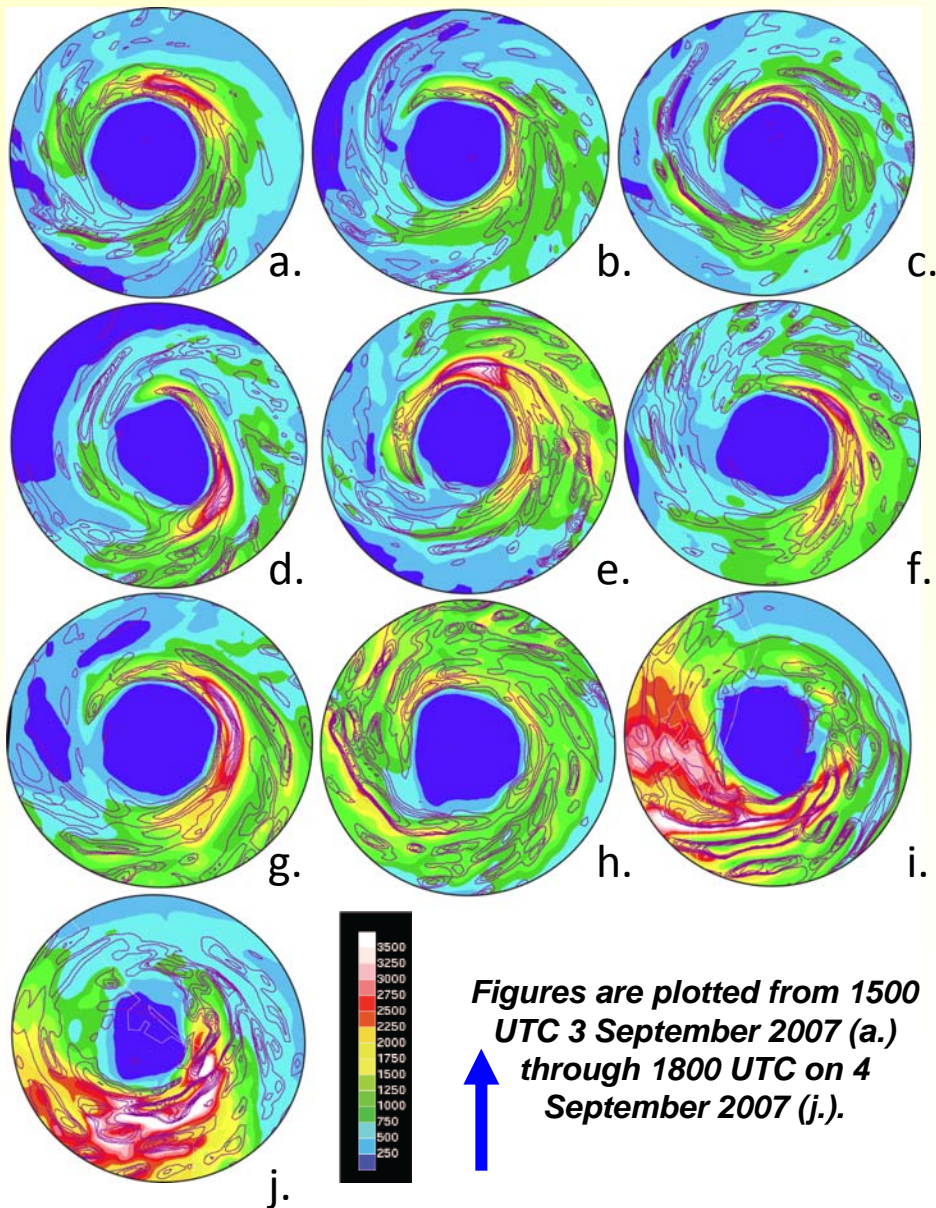 a.
b.
c.
d.
e.
f.
g.
h.
i.
j.
3500
3250
3000
2750
2500
2250
2000
1750
1500
1250
1000
750
500
250
Figures are plotted from 1500
UTC 3 September 2007 (a.)
through 1800 UTC on 4
September 2007 (j.).